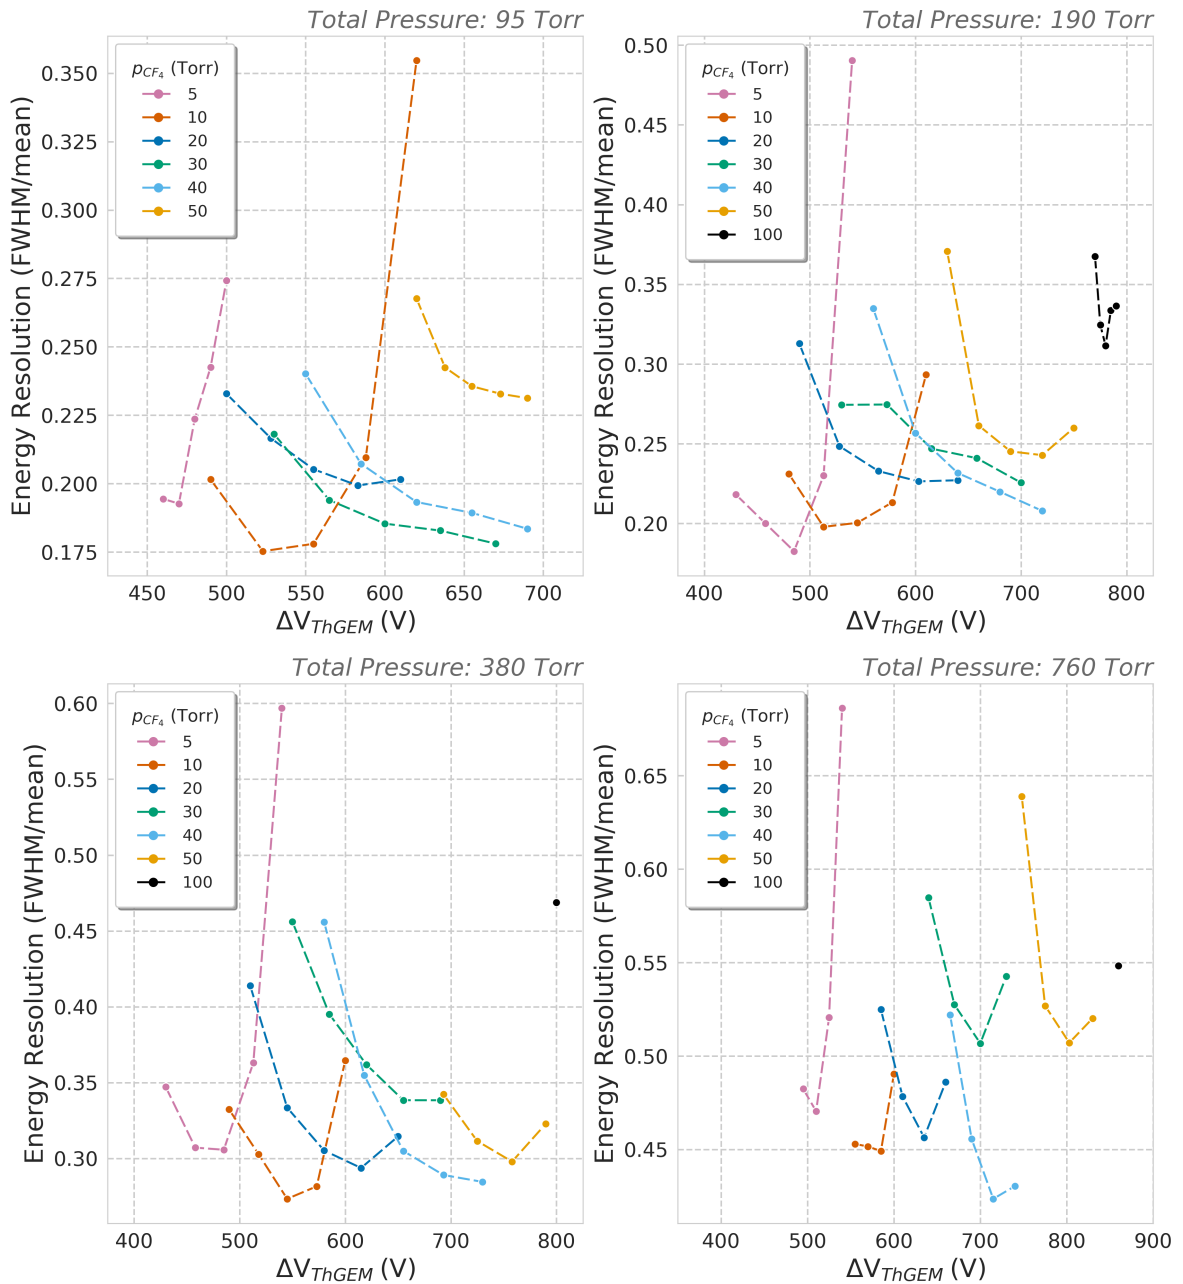 Total Pressure: 95 Torr
Energy Resolution (FWHM/mean)
0.350
0.325
0.300
0.275
0.250
0.225
0.200
0.175
p_CF4 (Torr)
5
10
20
30
40
50
450 500 550 600 650 700
ΔV_ThGEM (V)
Total Pressure: 190 Torr
Energy Resolution (FWHM/mean)
0.50
0.45
0.40
0.35
0.30
0.25
0.20
p_CF4 (Torr)
5
10
20
30
40
50
100
400 500 600 700 800
ΔV_ThGEM (V)
Total Pressure: 380 Torr
Energy Resolution (FWHM/mean)
0.60
0.55
0.50
0.45
0.40
0.35
0.30
p_CF4 (Torr)
5
10
20
30
40
50
100
400 500 600 700 800
ΔV_ThGEM (V)
Total Pressure: 760 Torr
Energy Resolution (FWHM/mean)
0.65
0.60
0.55
0.50
0.45
p_CF4 (Torr)
5
10
20
30
40
50
100
400 500 600 700 800 900
ΔV_ThGEM (V)